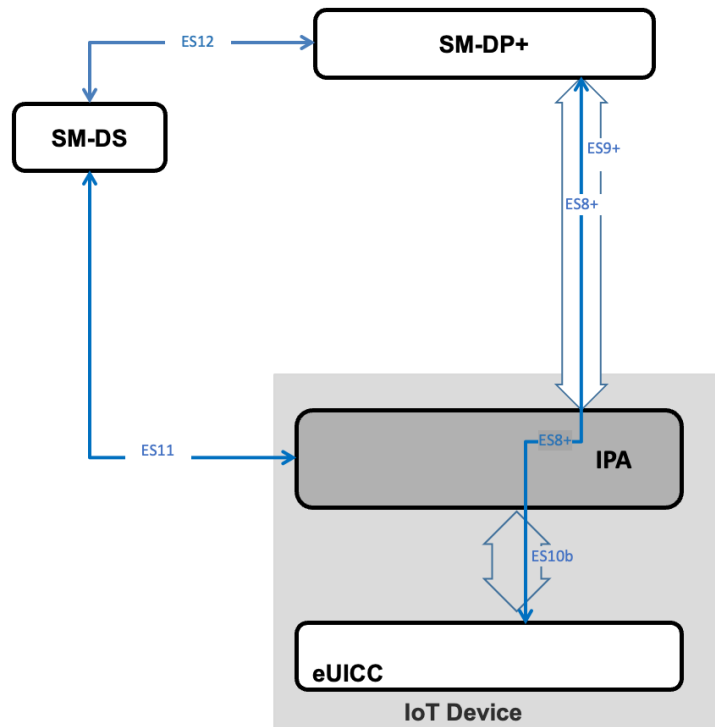 ES12
SM-DP+
SM-DS
ES9+
ES8+
ES11
ES8+
IPA
ES10b
eUICC
IoT Device